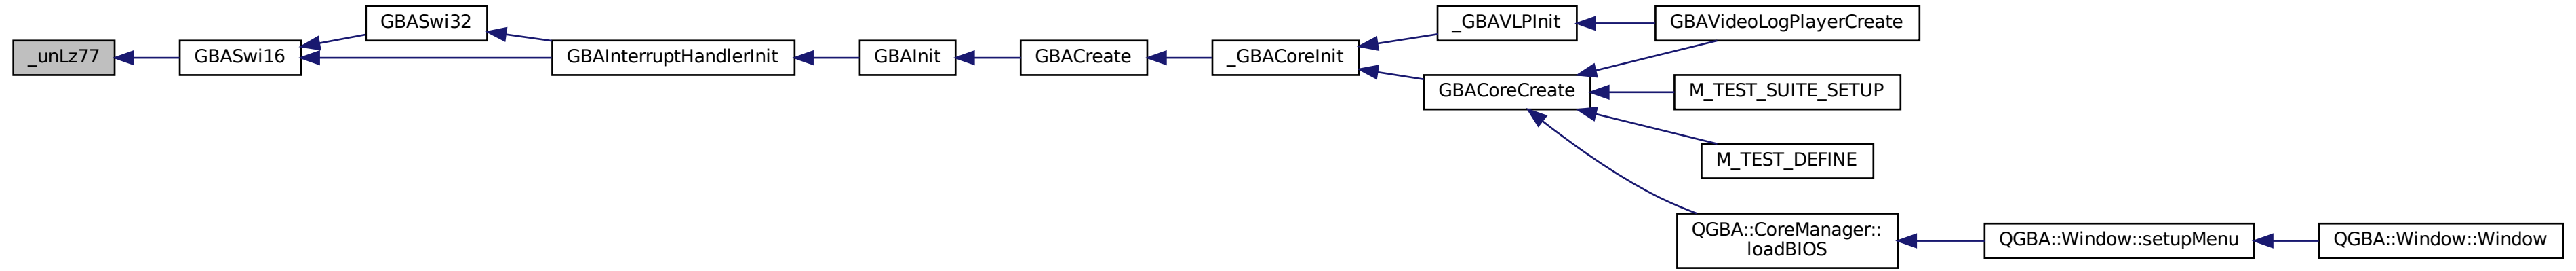 _unLz77
GBASwi16
GBASwi32
GBAInterruptHandlerInit
GBAInit
GBACreate
_GBACoreInit
_GBAVLPInit
GBACoreCreate
GBAVideoLogPlayerCreate
M_TEST_SUITE_SETUP
M_TEST_DEFINE
QGBA::CoreManager::
loadBIOS
QGBA::Window::setupMenu
QGBA::Window::Window